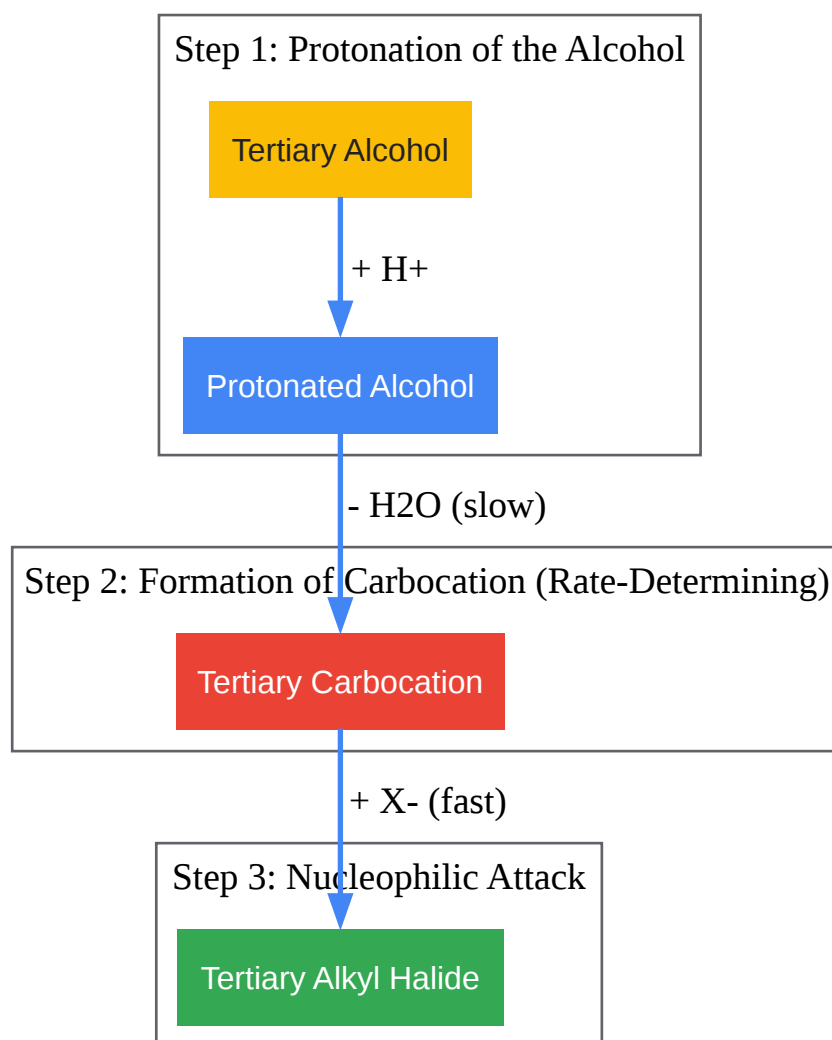 Step 1: Protonation of the Alcohol
Tertiary Alcohol
+ H+
Protonated Alcohol
- H2O (slow)
Step 2: Formation of Carbocation (Rate-Determining)
Tertiary Carbocation
+ X- (fast)
Step 3: Nucleophilic Attack
Tertiary Alkyl Halide